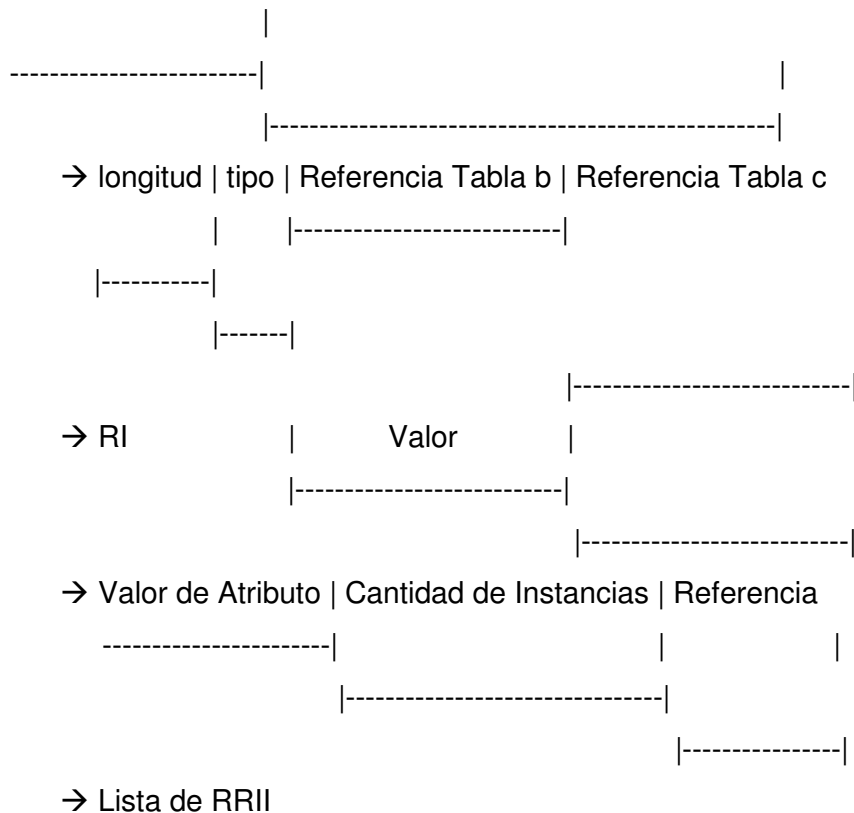 |
-------------------------| |
|---------------------------------------------------|
→ longitud | tipo | Referencia Tabla b | Referencia Tabla c
| |---------------------------|
|-----------|
|-------|
|----------------------------|
→ RI | Valor |
|---------------------------|
|---------------------------|
→ Valor de Atributo | Cantidad de Instancias | Referencia
-----------------------| | |
|--------------------------------|
|----------------|
→ Lista de RRII